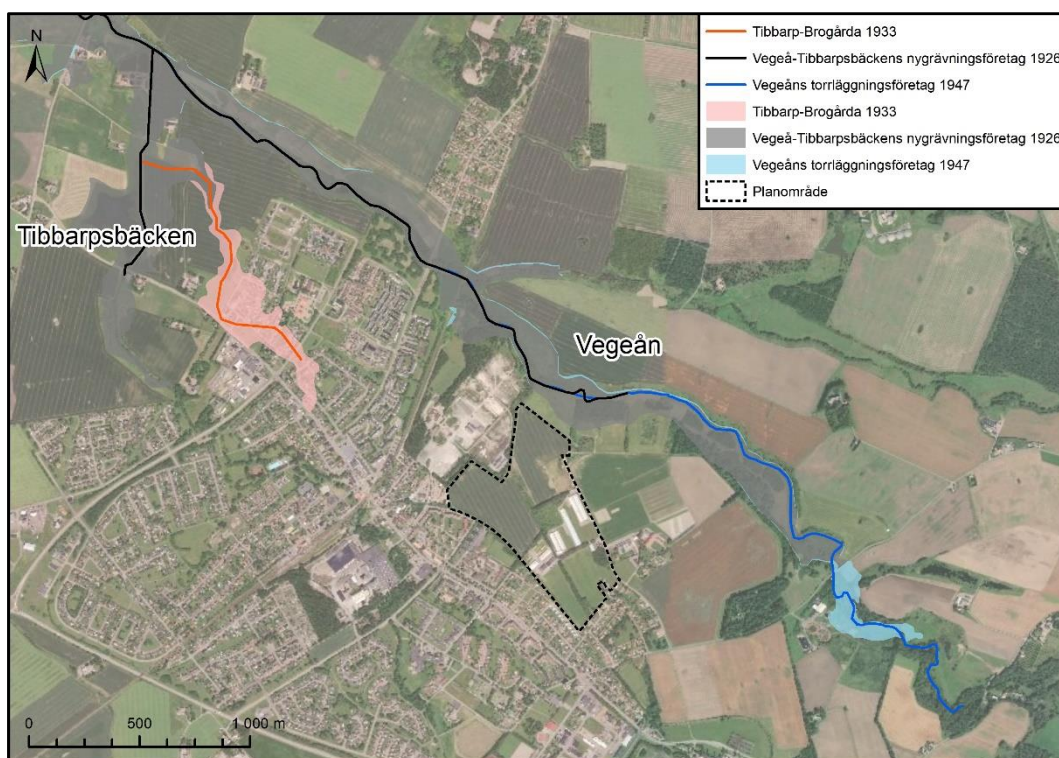 N
Tibbarp-Brogårda 1933
Vegeå-Tibbarpsbäckens nygrävningsföretag 1926
Vegeåns torrläggningsföretag 1947
Tibbarp-Brogårda 1933
Vegeå-Tibbarpsbäckens nygrävningsföretag 1926
Vegeåns torrläggningsföretag 1947
Planområde
Tibbarpsbäcken
Vegeån
0 500 1 000 m